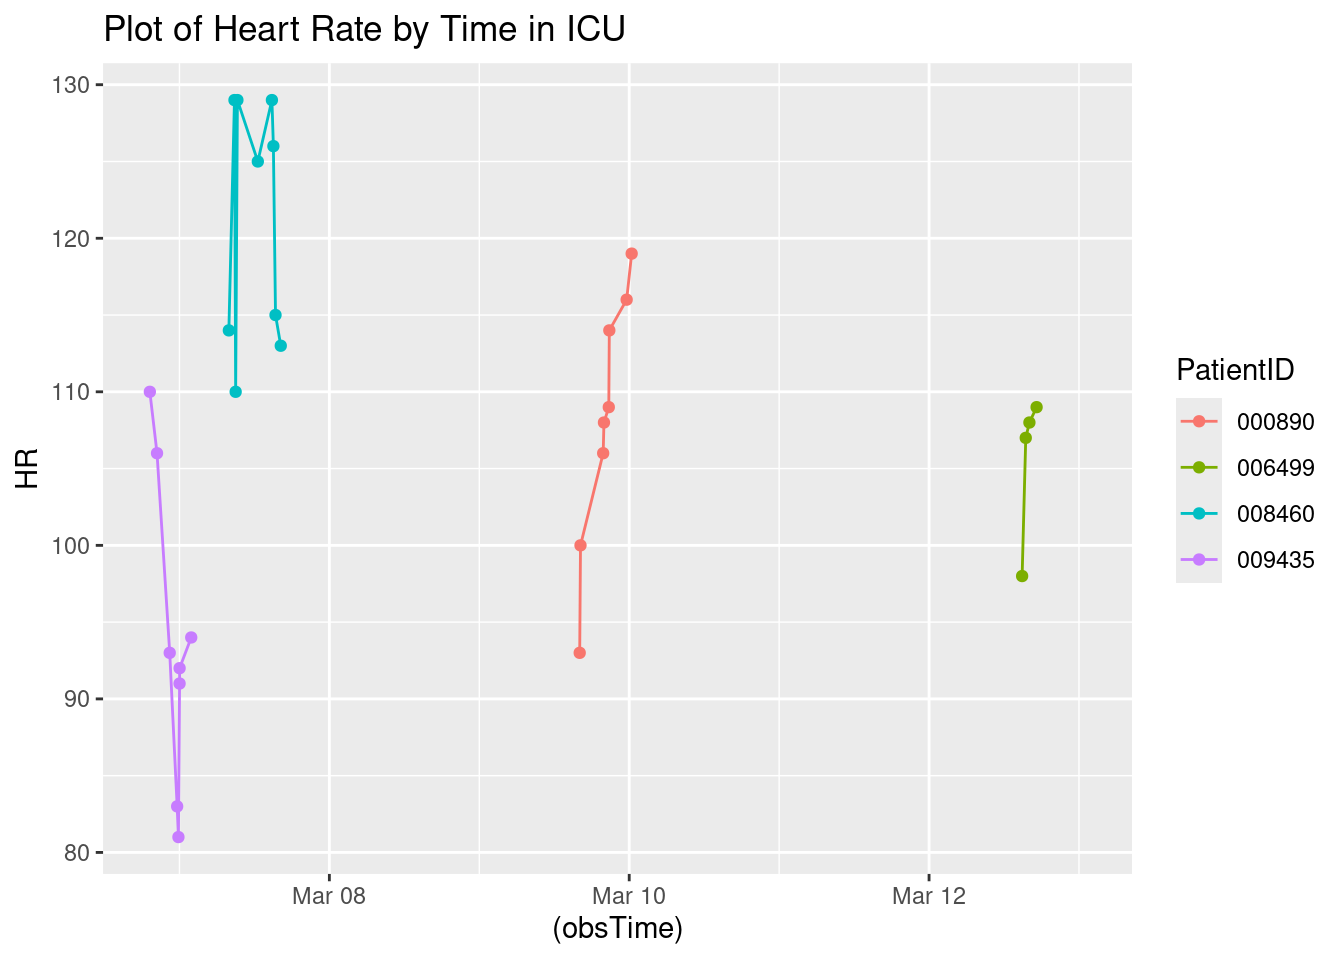 Plot of Heart Rate by Time in ICU
130
120
110
100
90
80
HR
Mar 08
Mar 10
Mar 12
(obsTime)
PatientID
000890
006499
008460
009435